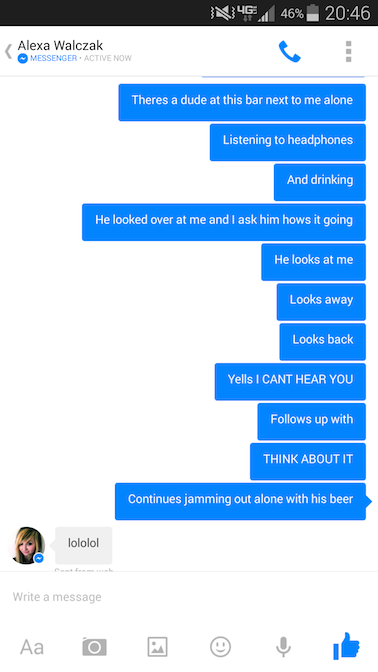 4G
46%
20:46
Alexa Walczak
MESSENGER • ACTIVE NOW
Theres a dude at this bar next to me alone
Listening to headphones
And drinking
He looked over at me and I ask him hows it going
He looks at me
Looks away
Looks back
Yells I CANT HEAR YOU
Follows up with
THINK ABOUT IT
Continues jamming out alone with his beer
lololol
Sent from web
Write a message
Aa